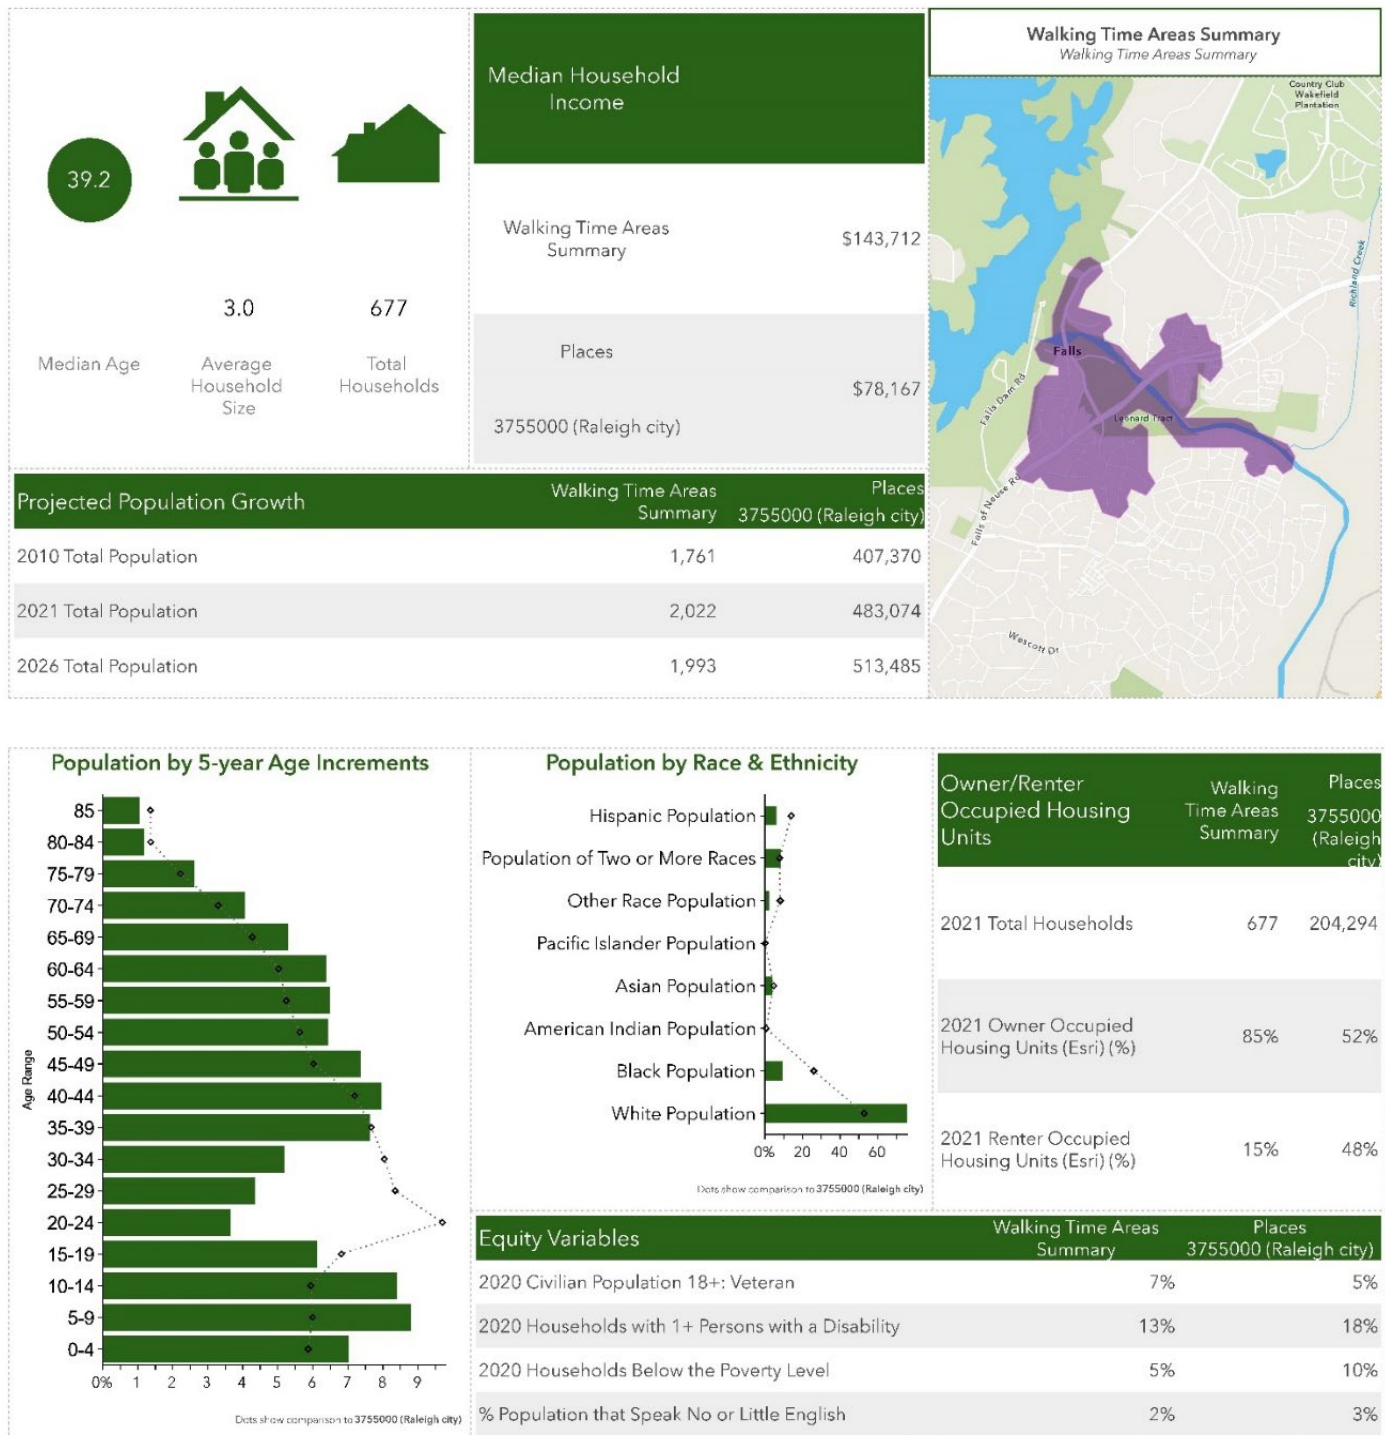 39.2
3.0
677
Median Age
Average
Household
Size
Total
Households
Median Household
Income
Walking Time Areas
Summary
$143,712
Places
$78,167
3755000 (Raleigh city)
Walking Time Areas Summary
Walking Time Areas Summary
Country Club
Wakefield
Plantation
Richland Creek
Falls
Falls Dam Rd
Leonard Tract
Falls of Neuse Rd
Wescott Dr
Projected Population Growth
Walking Time Areas
Summary
Places
3755000 (Raleigh city)
2010 Total Population 1,761 407,370
2021 Total Population 2,022 483,074
2026 Total Population 1,993 513,485
Population by 5-year Age Increments
Age Range
85
80-84
75-79
70-74
65-69
60-64
55-59
50-54
45-49
40-44
35-39
30-34
25-29
20-24
15-19
10-14
5-9
0-4
0% 1 2 3 4 5 6 7 8 9
Dots show comparison to 3755000 (Raleigh city)
Population by Race & Ethnicity
Hispanic Population
Population of Two or More Races
Other Race Population
Pacific Islander Population
Asian Population
American Indian Population
Black Population
White Population
0% 20 40 60
Dots show comparison to 3755000 (Raleigh city)
Owner/Renter
Occupied Housing
Units
Walking
Time Areas
Summary
Places
3755000
(Raleigh
city)
2021 Total Households 677 204,294
2021 Owner Occupied
Housing Units (Esri) (%)
85% 52%
2021 Renter Occupied
Housing Units (Esri) (%)
15% 48%
Equity Variables
Walking Time Areas
Summary
Places
3755000 (Raleigh city)
2020 Civilian Population 18+: Veteran 7% 5%
2020 Households with 1+ Persons with a Disability 13% 18%
2020 Households Below the Poverty Level 5% 10%
% Population that Speak No or Little English 2% 3%